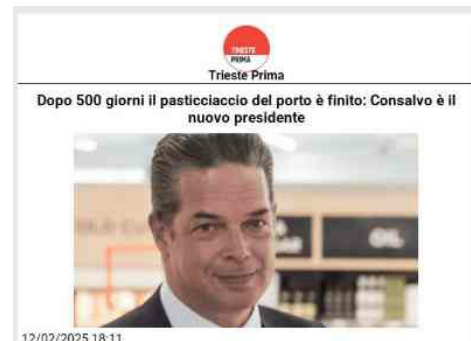 TRIESTE
PRIMA
Trieste Prima
Dopo 500 giorni il pasticciaccio del porto è finito: Consalvo è il
nuovo presidente
OIL
12/02/2025 18:11